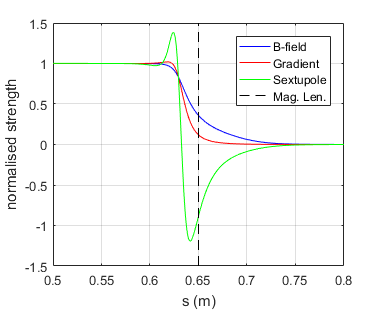 1.5
1
0.5
0
-0.5
-1
-1.5
normalised strength
B-field
Gradient
Sextupole
Mag. Len.
0.5 0.55 0.6 0.65 0.7 0.75 0.8
s (m)